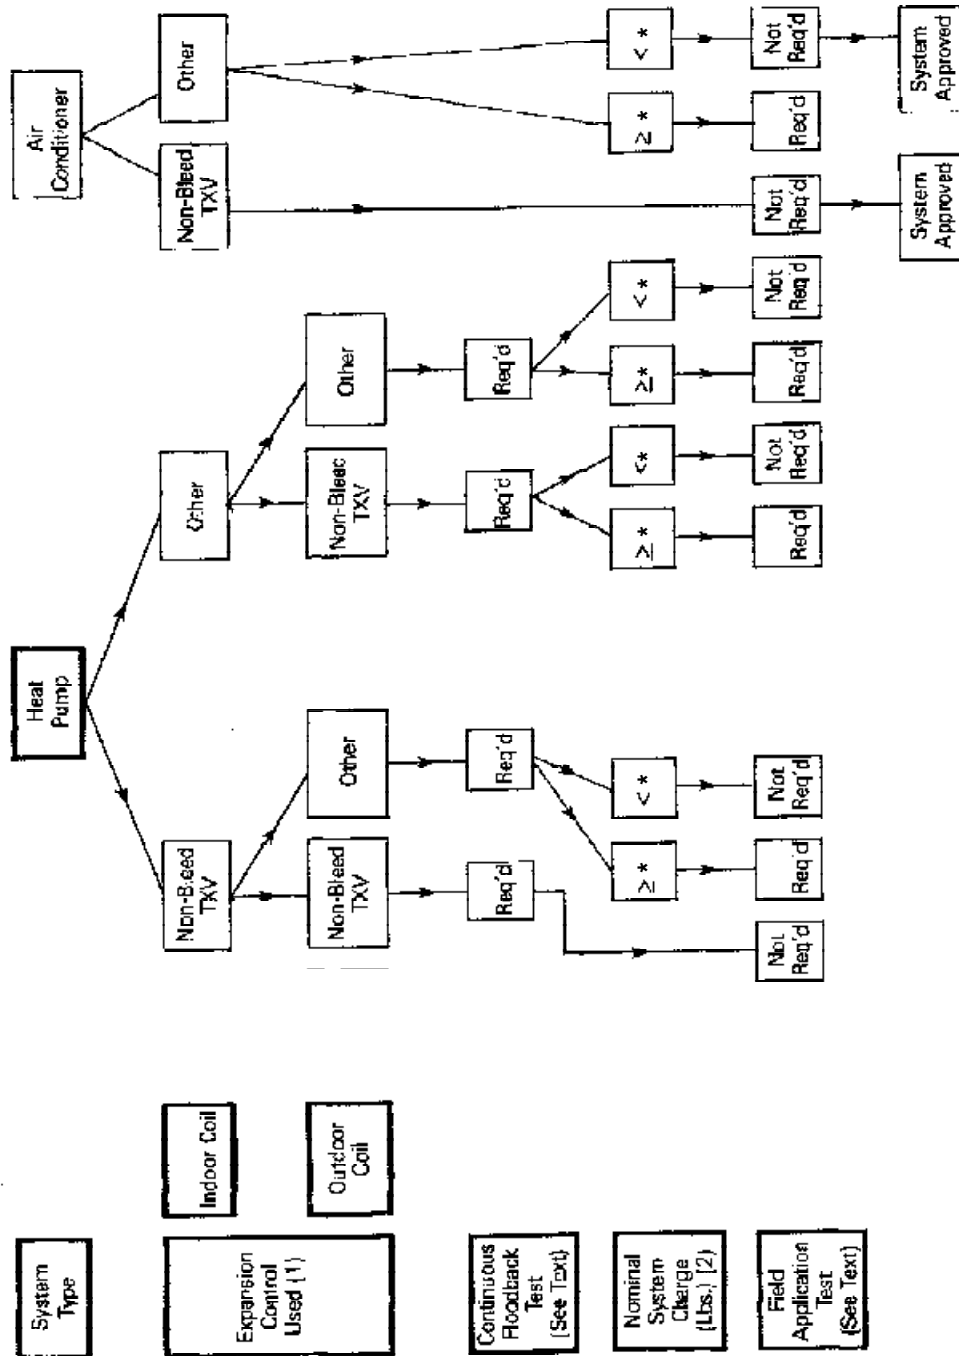 System
Type
Heat
Pump
Air
Conditioner
Expansion
Control
Used (1)
Indoor Coil
Non-Bleed
TXV
Other
Non-Bleed
TXV
Other
Outdoor
Coil
Non-Bleed
TXV
Other
Non-Bleed
TXV
Other
Continuous
Floodback
Test
(See Text)
Req'd
Req'd
Req'd
Req'd
Nominal
System
Charge
(Lbs.) (2)
≥ *
< *
≥ *
< *
≥ *
< *
≥ *
< *
Field
Application
Test
(See Text)
Not
Req'd
Req'd
Not
Req'd
Req'd
Not
Req'd
Req'd
Not
Req'd
Not
Req'd
Req'd
Not
Req'd
System
Approved
System
Approved